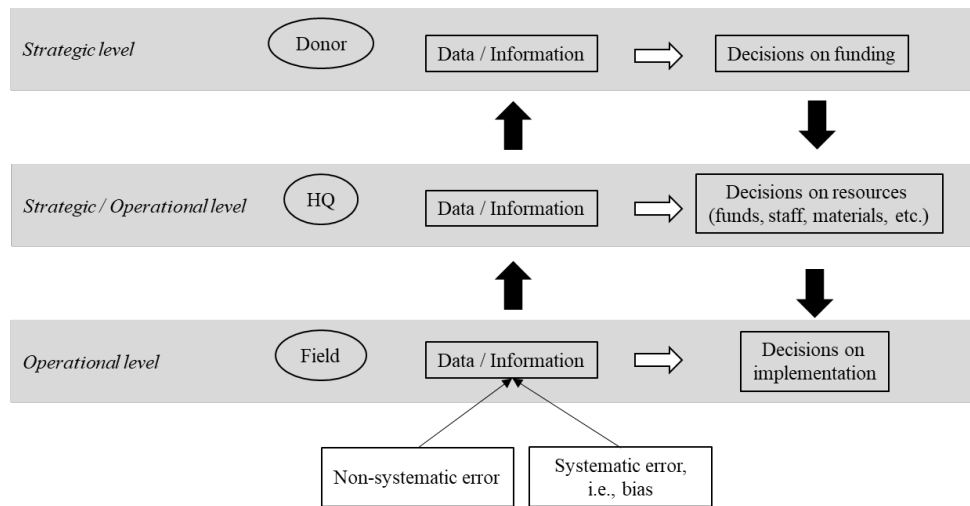 Strategic level
Donor
Data / Information
Decisions on funding
Strategic / Operational level
HQ
Data / Information
Decisions on resources
(funds, staff, materials, etc.)
Operational level
Field
Data / Information
Decisions on
implementation
Non-systematic error
Systematic error,
i.e., bias